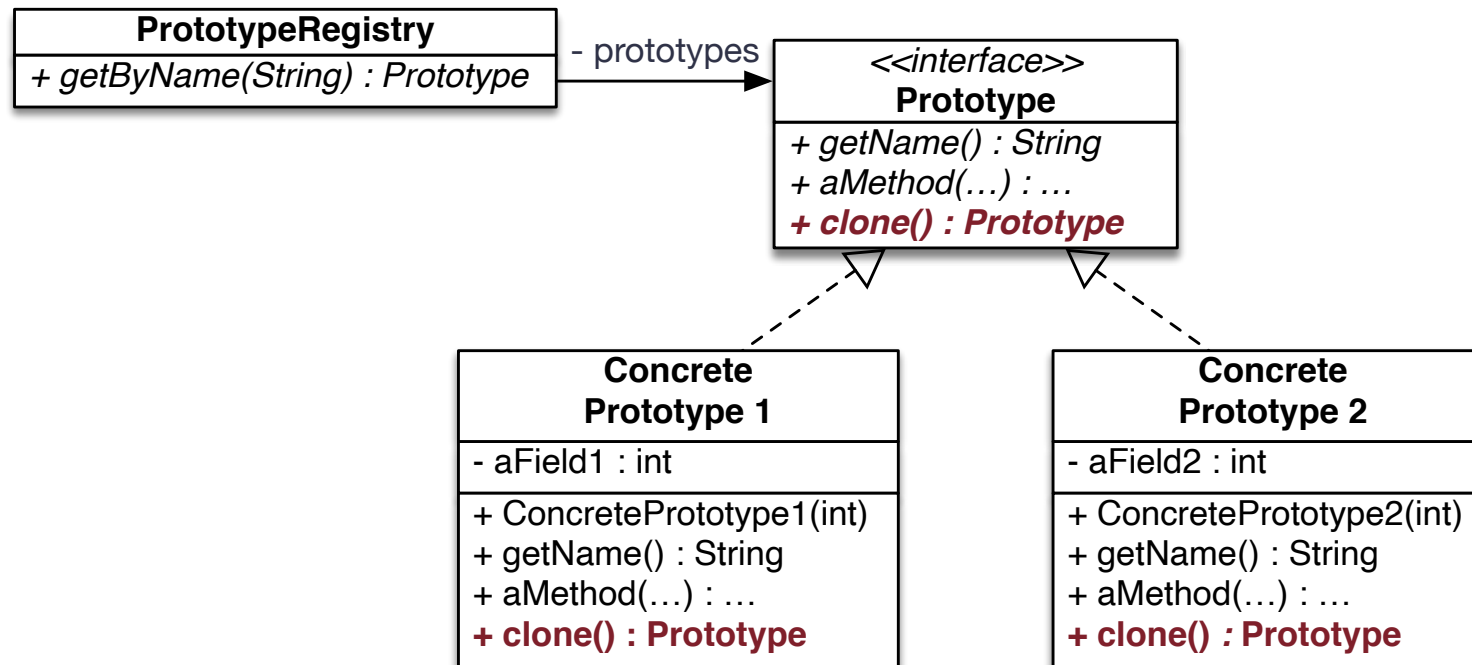 PrototypeRegistry
+ getByName(String) : Prototype
- prototypes
<<interface>>
Prototype
+ getName() : String
+ aMethod(…) : …
+ clone() : Prototype
Concrete
Prototype 1
- aField1 : int
+ ConcretePrototype1(int)
+ getName() : String
+ aMethod(…) : …
+ clone() : Prototype
Concrete
Prototype 2
- aField2 : int
+ ConcretePrototype2(int)
+ getName() : String
+ aMethod(…) : …
+ clone() : Prototype